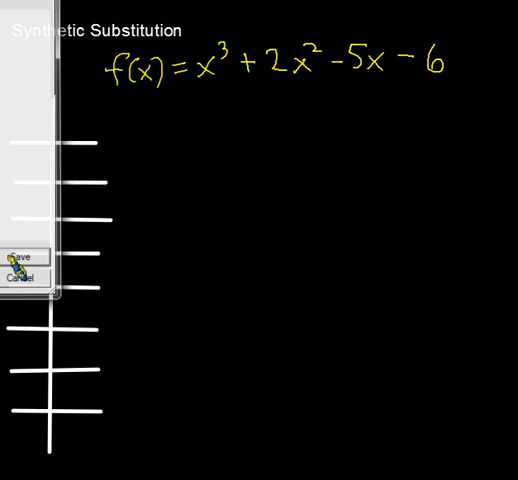 Synthetic Substitution
f(x) = x³ + 2x² - 5x - 6
Save
Cancel